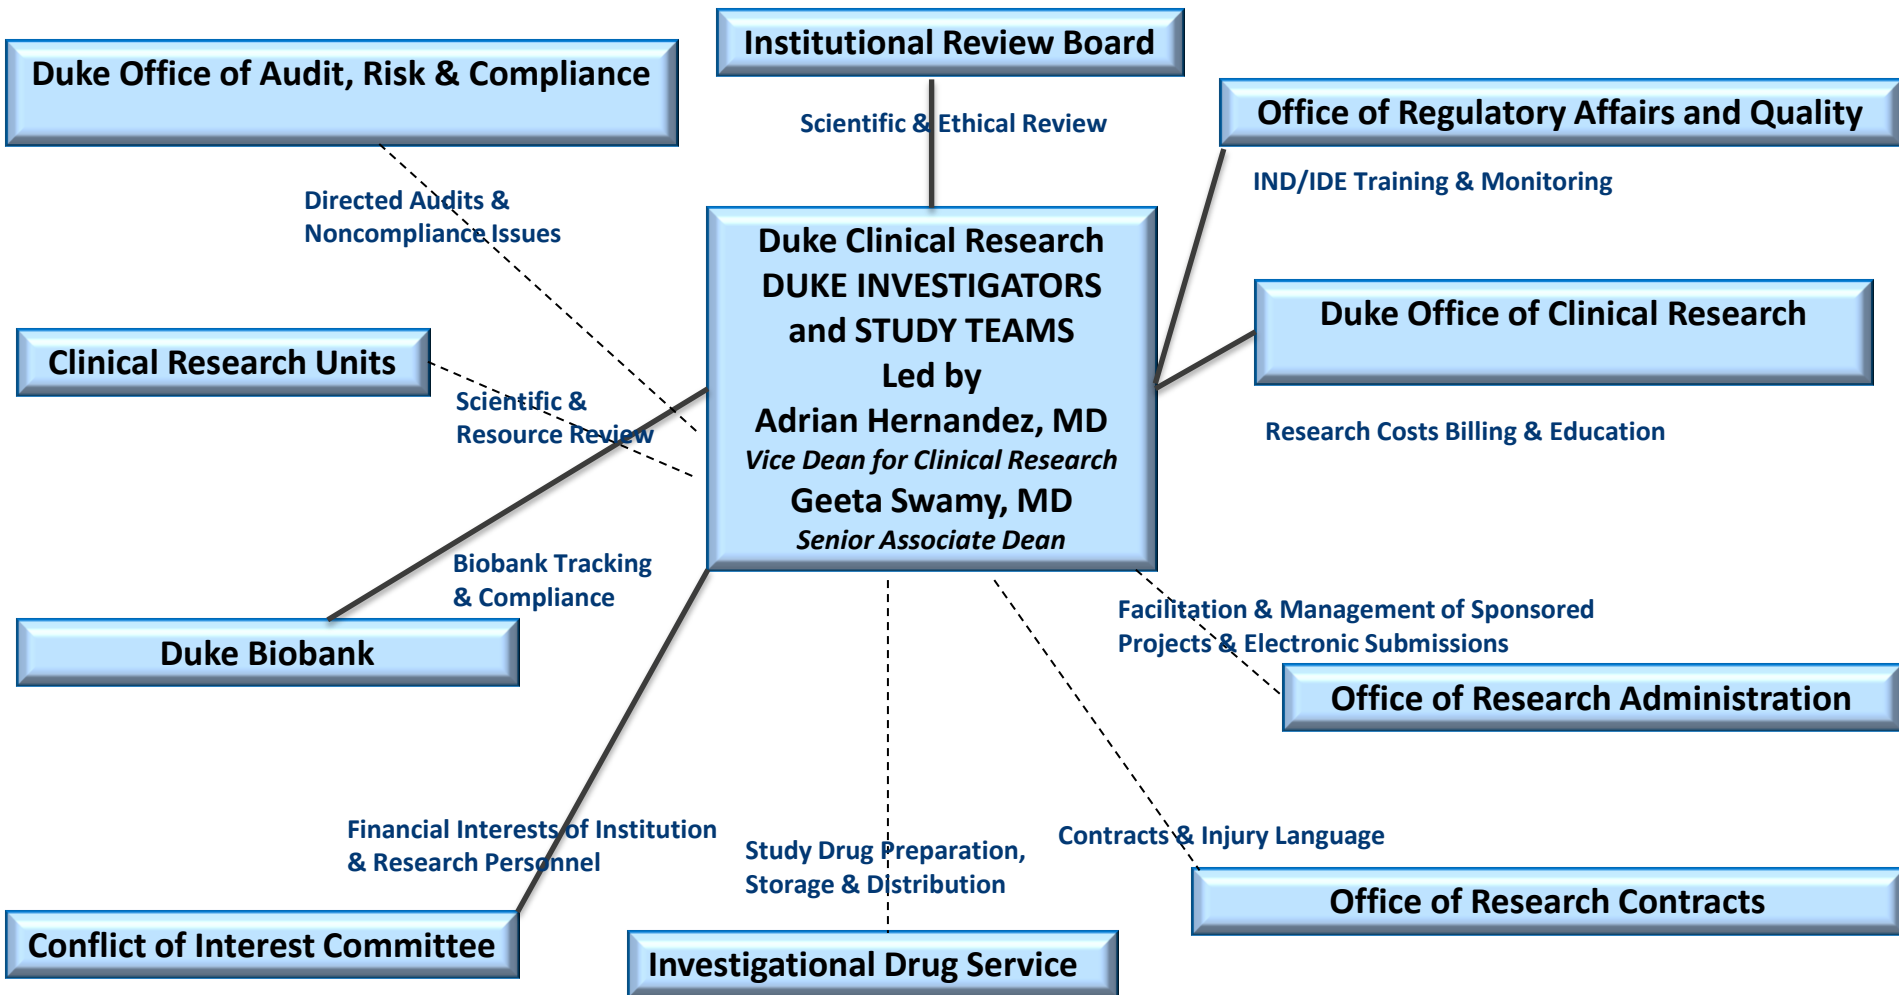 Institutional Review Board
Duke Office of Audit, Risk & Compliance
Office of Regulatory Affairs and Quality
Scientific & Ethical Review
IND/IDE Training & Monitoring
Directed Audits &
Noncompliance Issues
Duke Clinical Research
DUKE INVESTIGATORS
and STUDY TEAMS
Led by
Adrian Hernandez, MD
Vice Dean for Clinical Research
Geeta Swamy, MD
Senior Associate Dean
Duke Office of Clinical Research
Clinical Research Units
Scientific &
Resource Review
Research Costs Billing & Education
Biobank Tracking
& Compliance
Facilitation & Management of Sponsored
Projects & Electronic Submissions
Duke Biobank
Office of Research Administration
Financial Interests of Institution
& Research Personnel
Study Drug Preparation,
Storage & Distribution
Contracts & Injury Language
Office of Research Contracts
Conflict of Interest Committee
Investigational Drug Service